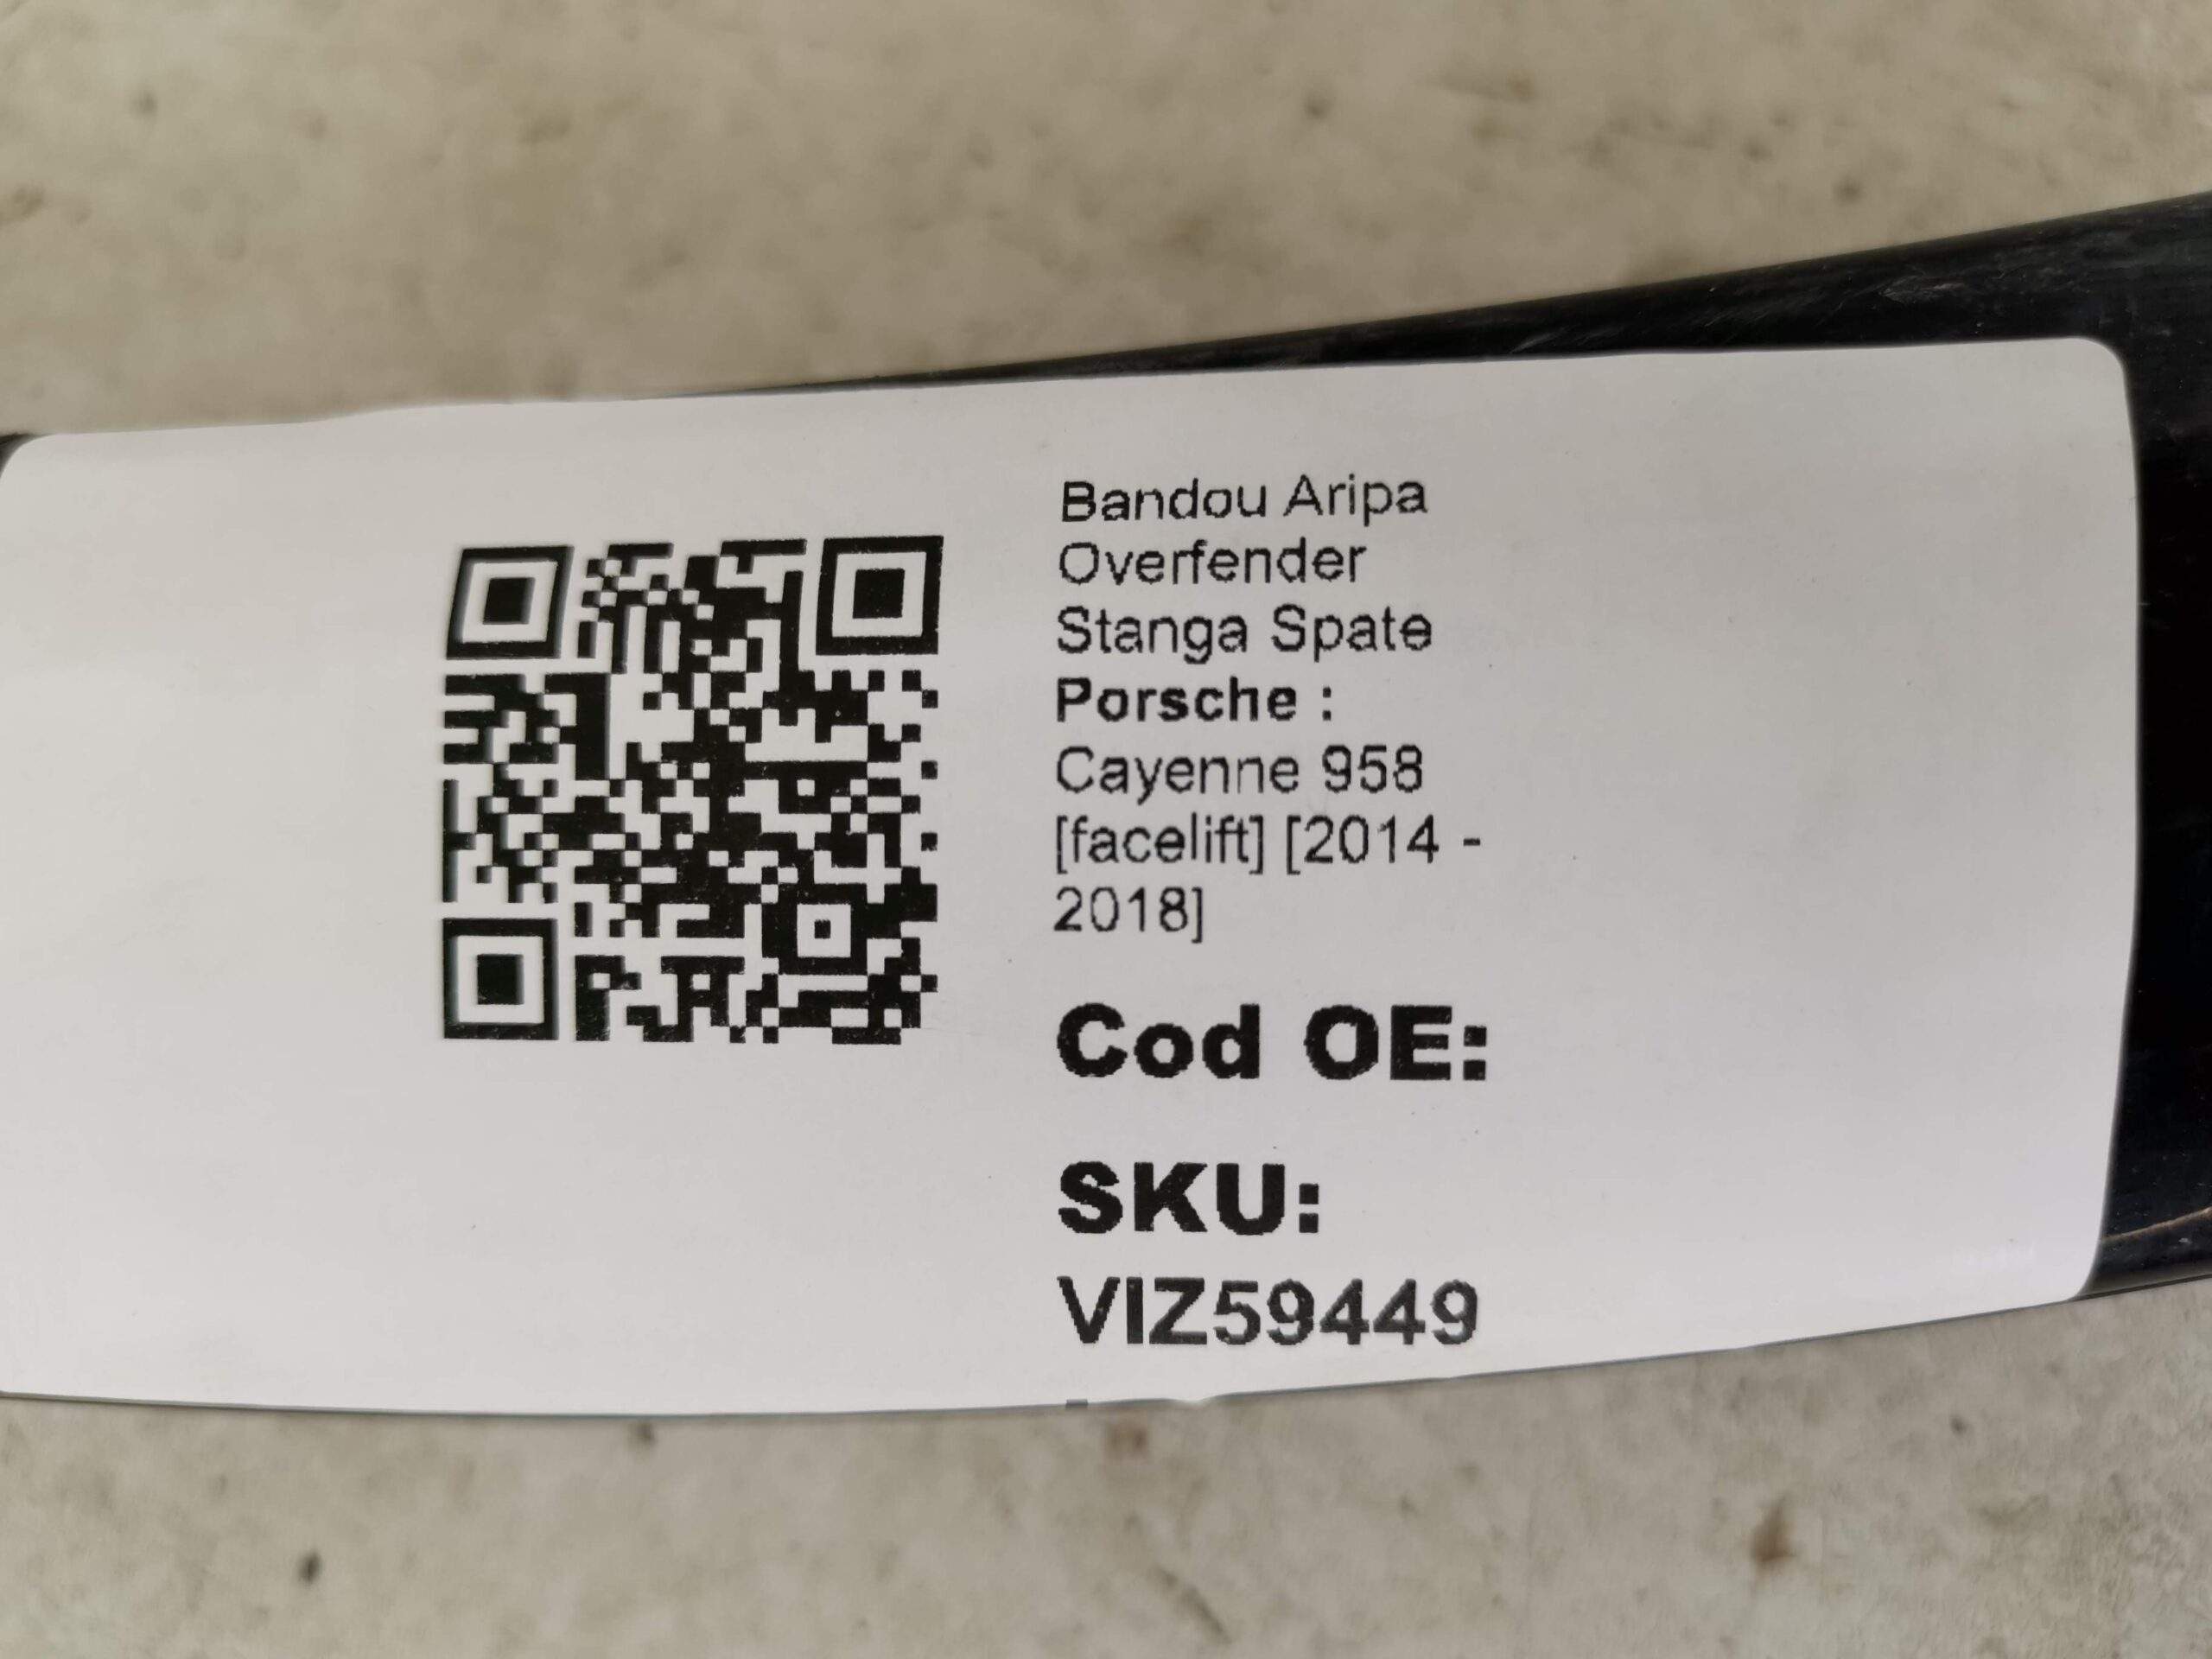 Bandou Aripa
Overfender
Stanga Spate
Porsche :
Cayenne 958
[facelift] [2014 -
2018]
Cod OE:
SKU:
VIZ59449